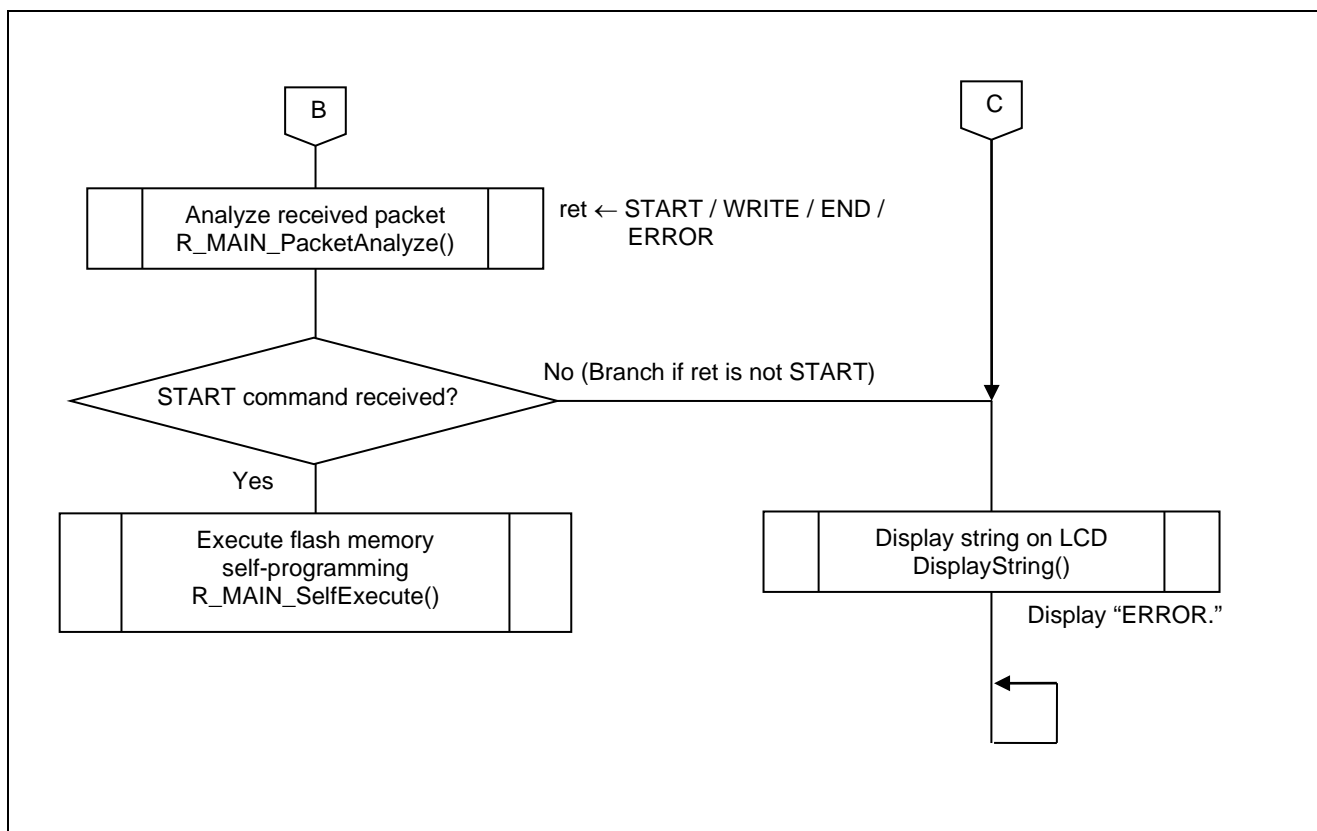 B
C
Analyze received packet
R_MAIN_PacketAnalyze()
ret ← START / WRITE / END /
ERROR
START command received?
No (Branch if ret is not START)
Yes
Execute flash memory
self-programming
R_MAIN_SelfExecute()
Display string on LCD
DisplayString()
Display “ERROR.”